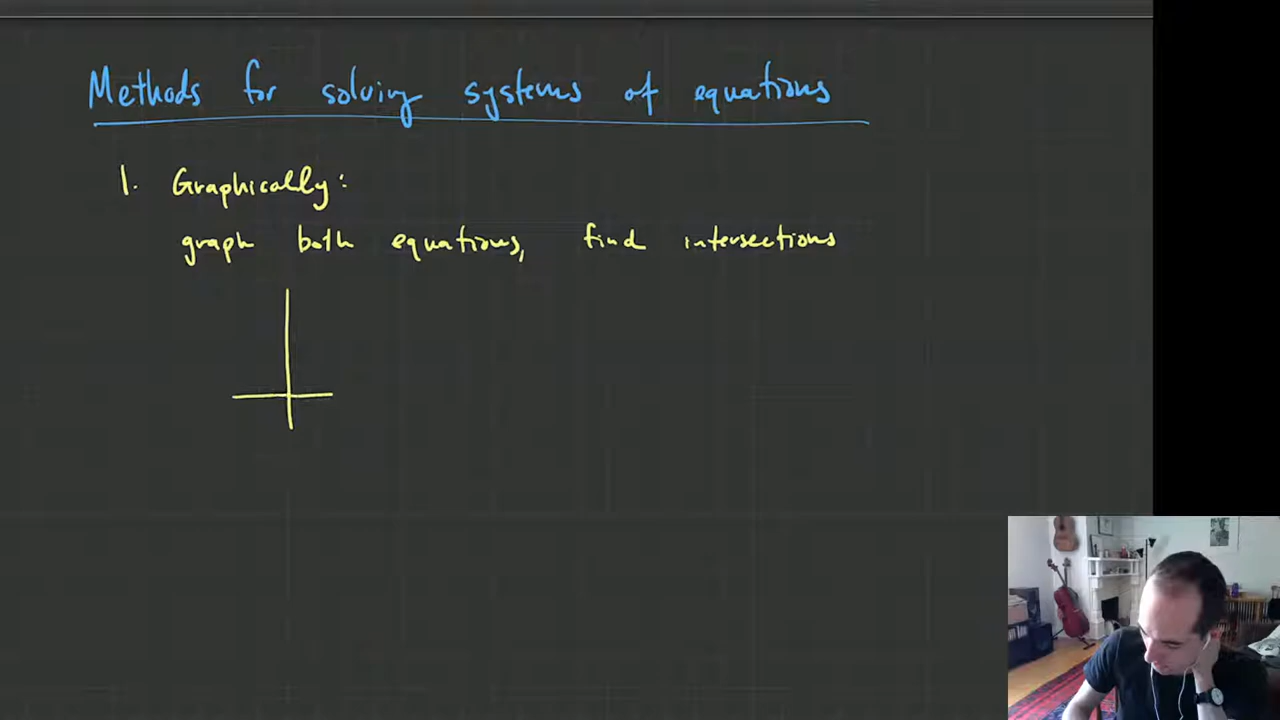 Methods for solving systems of equations
1. Graphically:
graph both equations, find intersections